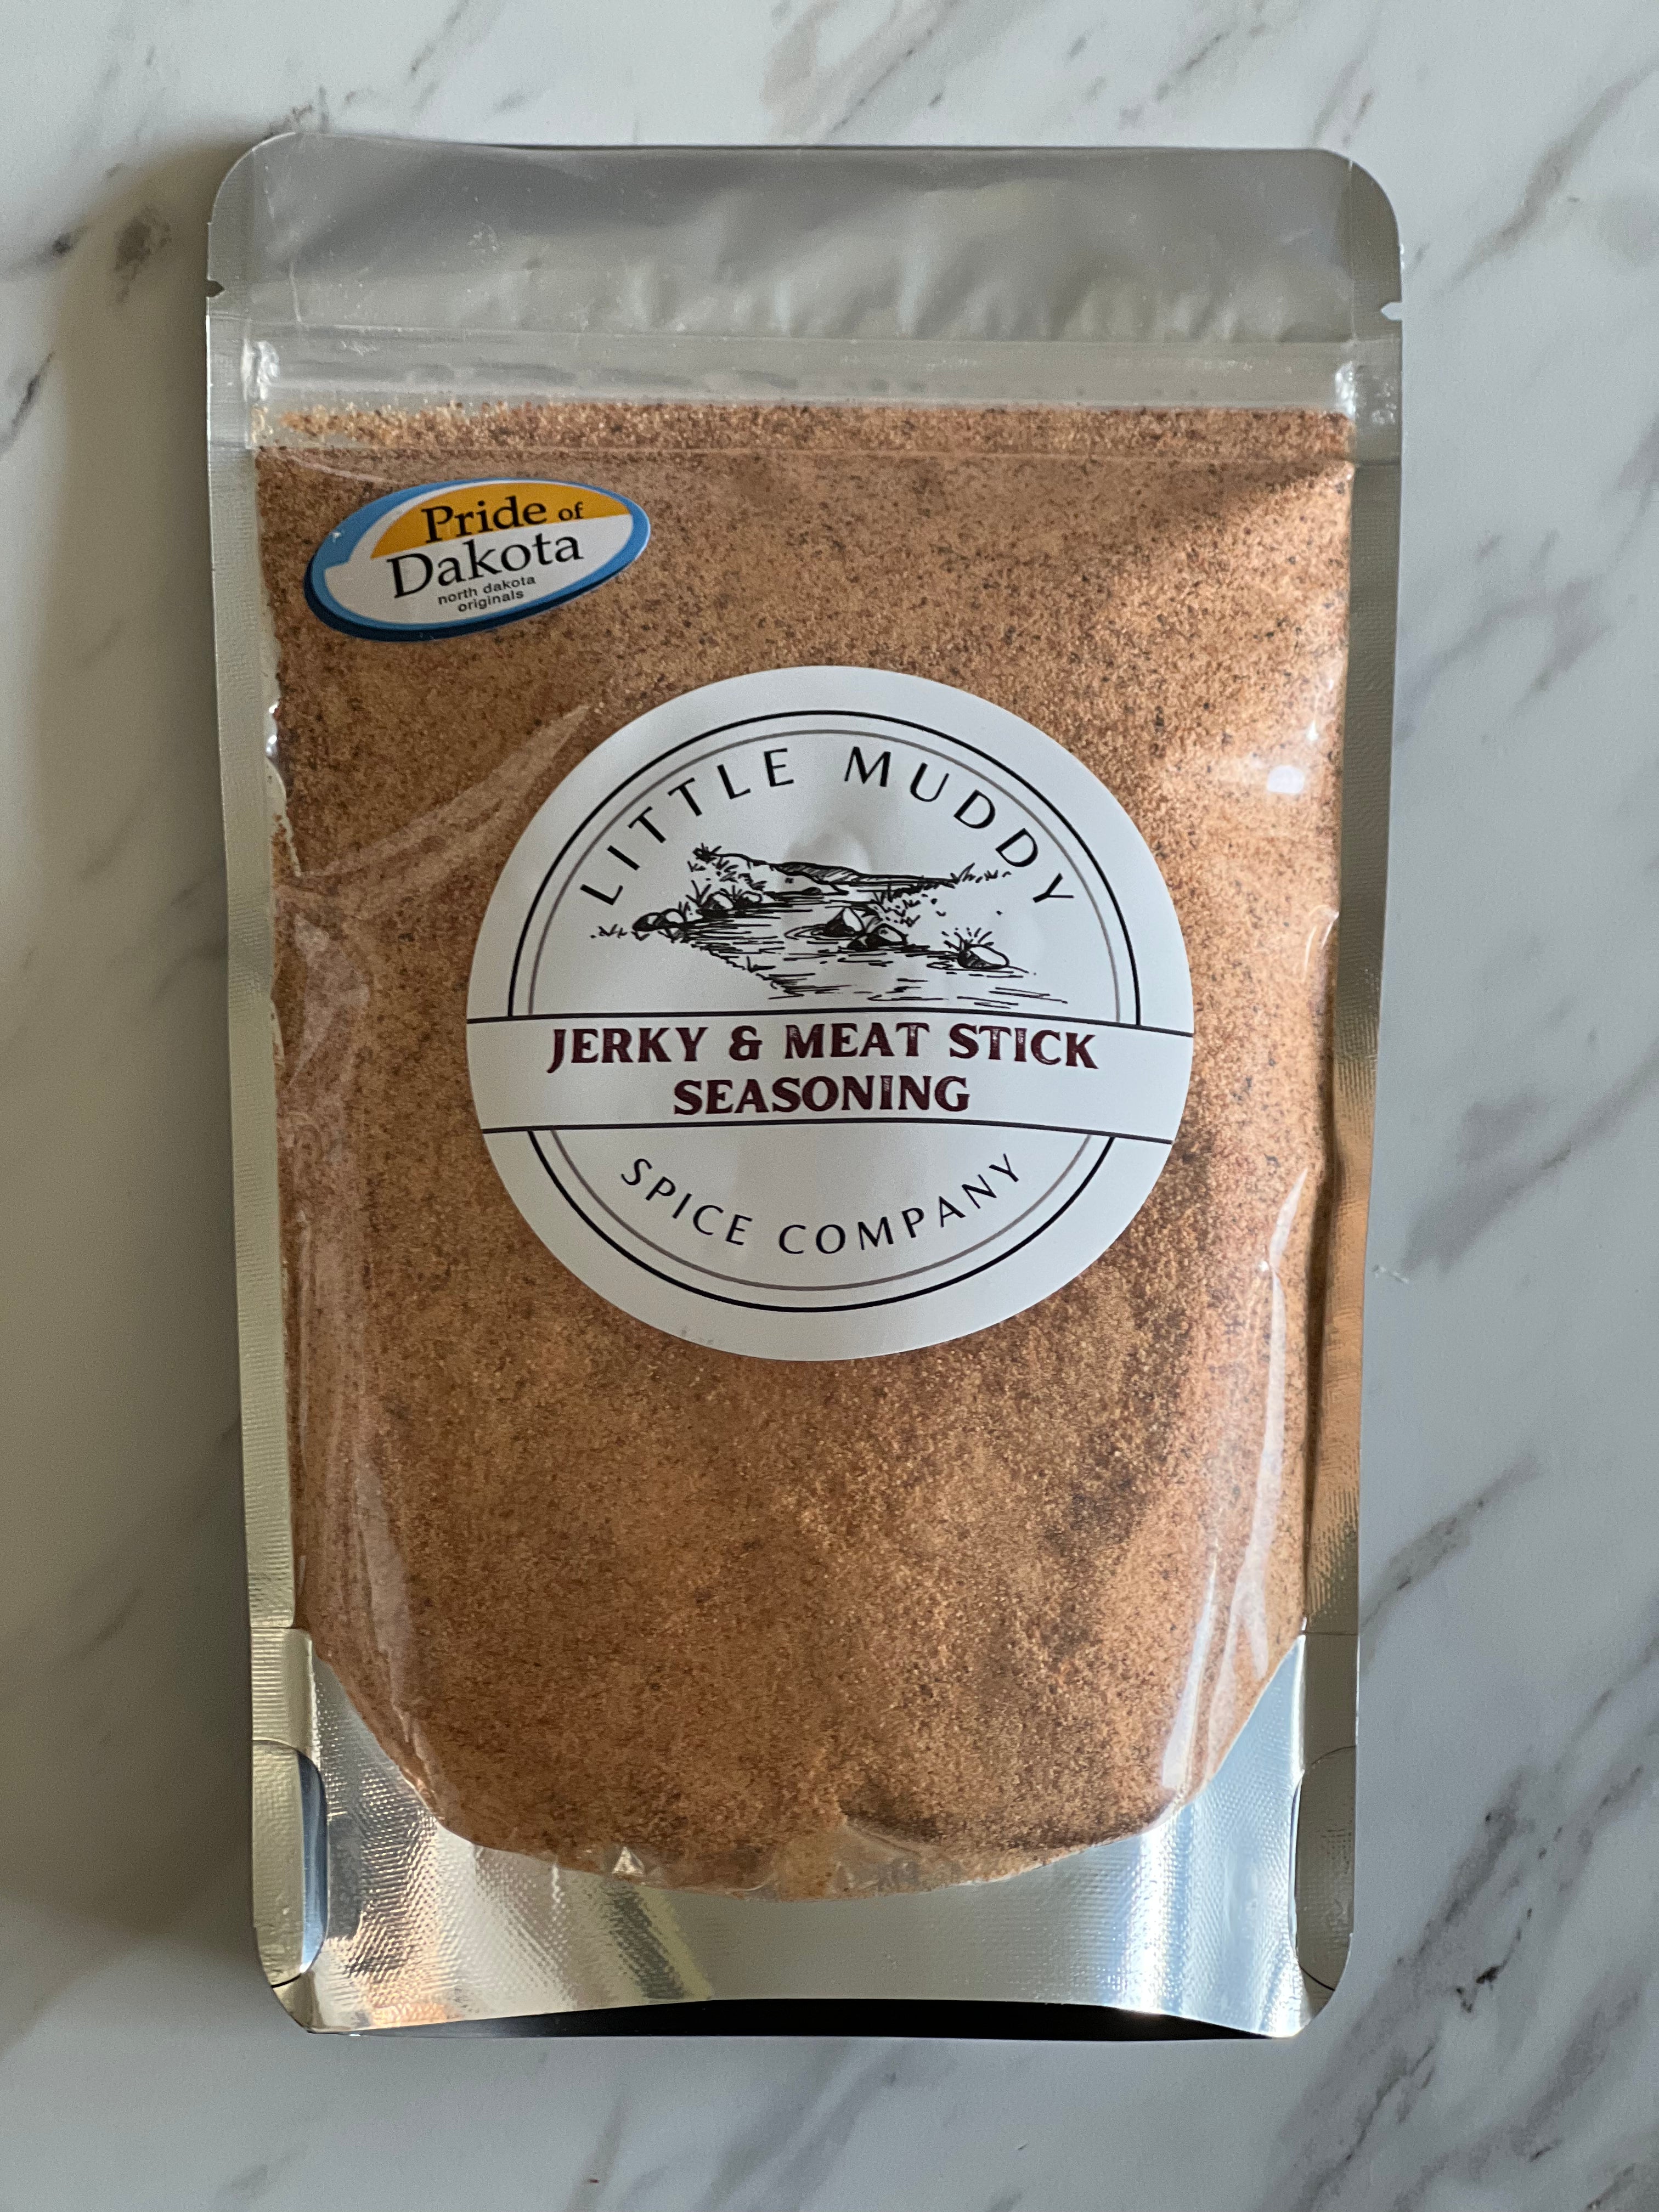 Pride of
Dakota
north dakota
originals
LITTLE MUDDY
JERKY & MEAT STICK
SEASONING
SPICE COMPANY